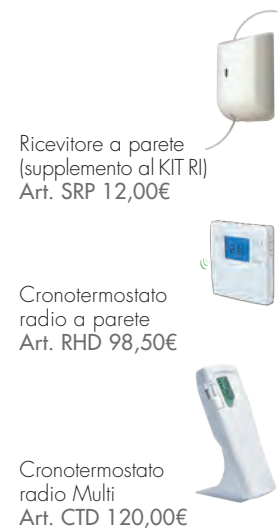 Ricevitore a parete
(supplemento al KIT RI)
Art. SRP 12,00€
Cronotermostato
radio a parete
Art. RHD 98,50€
Cronotermostato
radio Multi
Art. CTD 120,00€